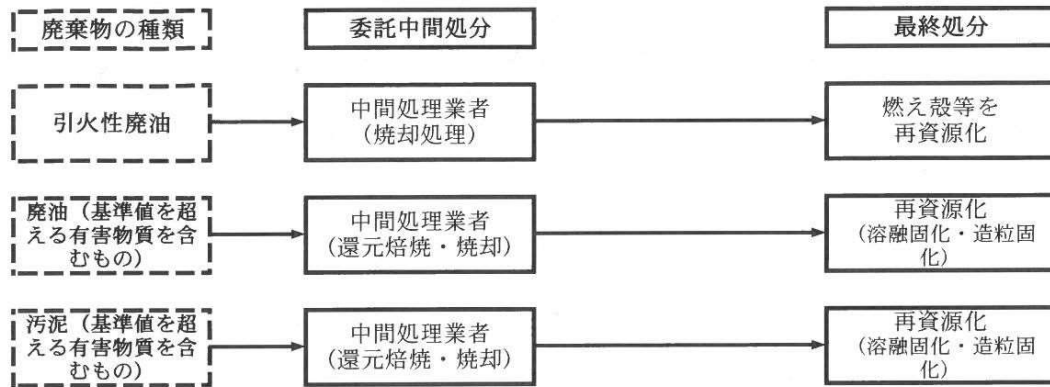 廃棄物の種類
委託中間処分
最終処分
引火性廃油
中間処理業者
(焼却処理)
燃え殻等を
再資源化
廃油（基準値を超
える有害物質を含
むもの）
中間処理業者
(還元焙焼・焼却)
再資源化
(溶融固化・造粒固
化)
汚泥（基準値を超
える有害物質を含
むもの）
中間処理業者
(還元焙焼・焼却)
再資源化
(溶融固化・造粒固
化)